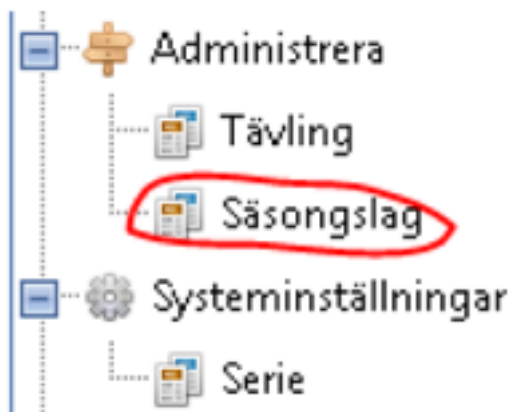 Administrera
Tävling
Säsongslag
Systeminställningar
Serie